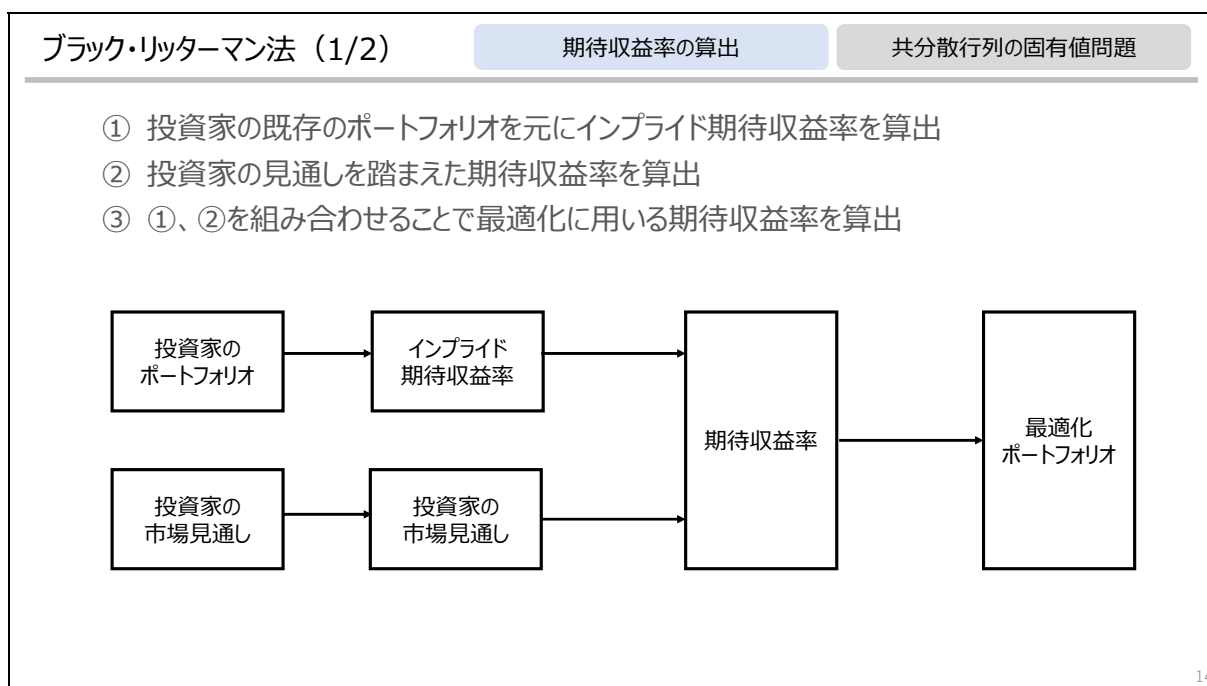 ブラック・リッターマン法（1/2）
期待収益率の算出
共分散行列の固有値問題
① 投資家の既存のポートフォリオを元にインプライド期待収益率を算出
② 投資家の見通しを踏まえた期待収益率を算出
③ ①、②を組み合わせることで最適化に用いる期待収益率を算出
投資家の
ポートフォリオ
インプライド
期待収益率
期待収益率
最適化
ポートフォリオ
投資家の
市場見通し
投資家の
市場見通し
14